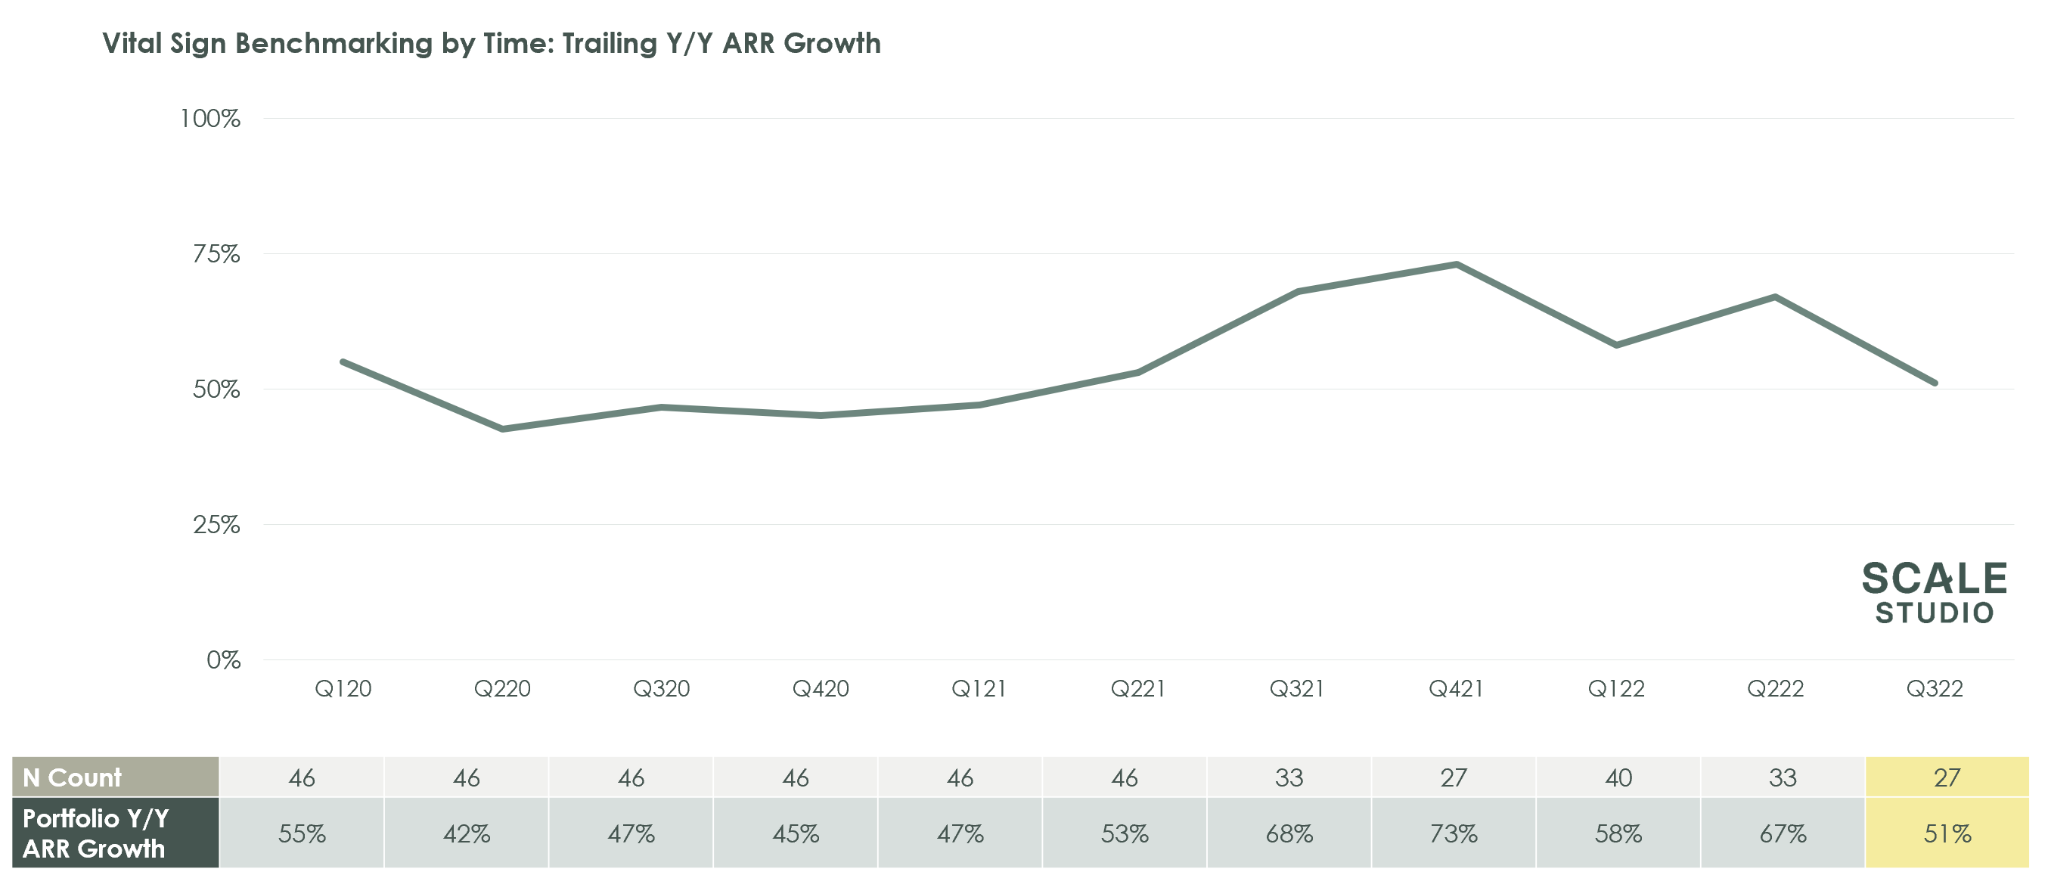 Vital Sign Benchmarking by Time: Trailing Y/Y ARR Growth
100%
75%
50%
25%
0%
SCALE
STUDIO
Q120 Q220 Q320 Q420 Q121 Q221 Q321 Q421 Q122 Q222 Q322
N Count 46 46 46 46 46 46 33 27 40 33 27
Portfolio Y/Y
ARR Growth 55% 42% 47% 45% 47% 53% 68% 73% 58% 67% 51%